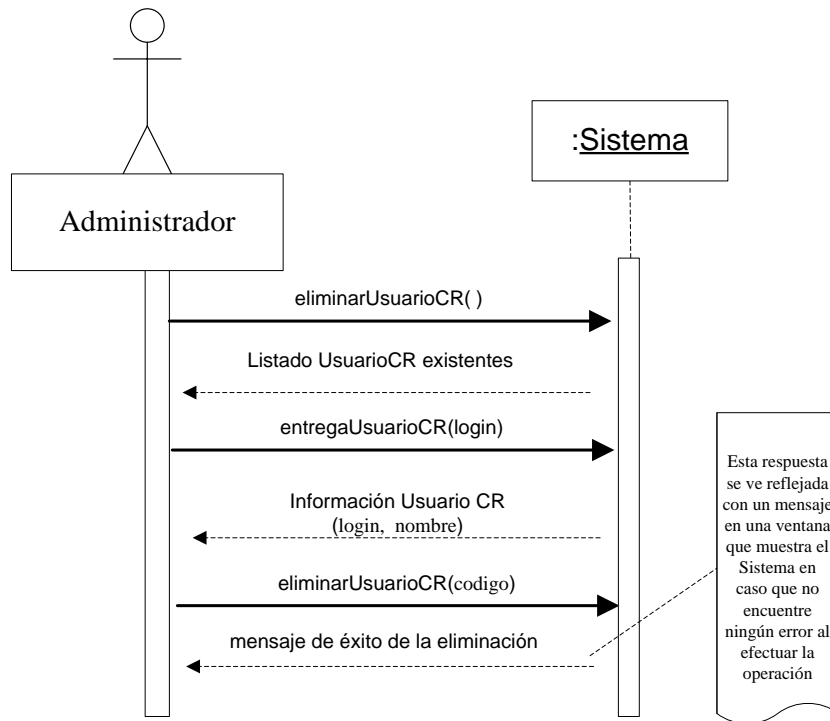 :Sistema
Administrador
eliminarUsuarioCR( )
Listado UsuarioCR existentes
entregaUsuarioCR(login)
Información Usuario CR
(login, nombre)
eliminarUsuarioCR(codigo)
mensaje de éxito de la eliminación
Esta respuesta
se ve reflejada
con un mensaje
en una ventana
que muestra el
Sistema en
caso que no
encuentre
ningún error al
efectuar la
operación